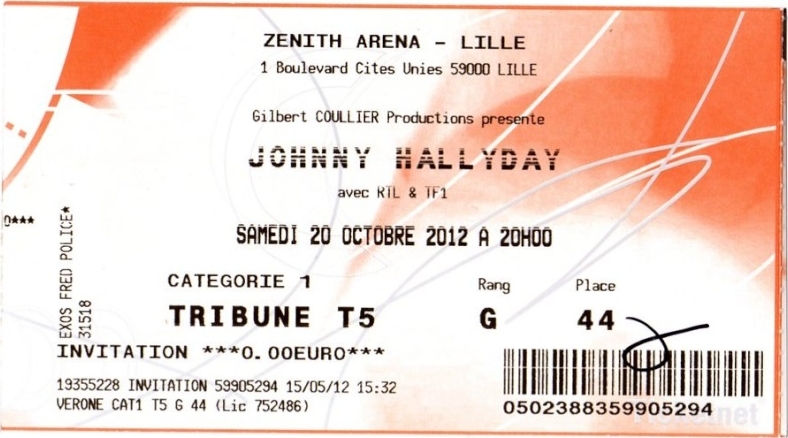 ZENITH ARENA - LILLE
1 Boulevard Cites Unies 59000 LILLE
Gilbert COULLIER Productions presente
JOHNNY HALLYDAY
avec RTL & TF1
SAMEDI 20 OCTOBRE 2012 A 20H00
0***
EXOS FRED POLICE*
31518
CATEGORIE 1
Rang
Place
TRIBUNE T5
G
44
INVITATION ***0.00EURO***
19355228 INVITATION 59905294 15/05/12 15:32
VERONE CAT1 T5 G 44 (Lic 752486)
0502388359905294